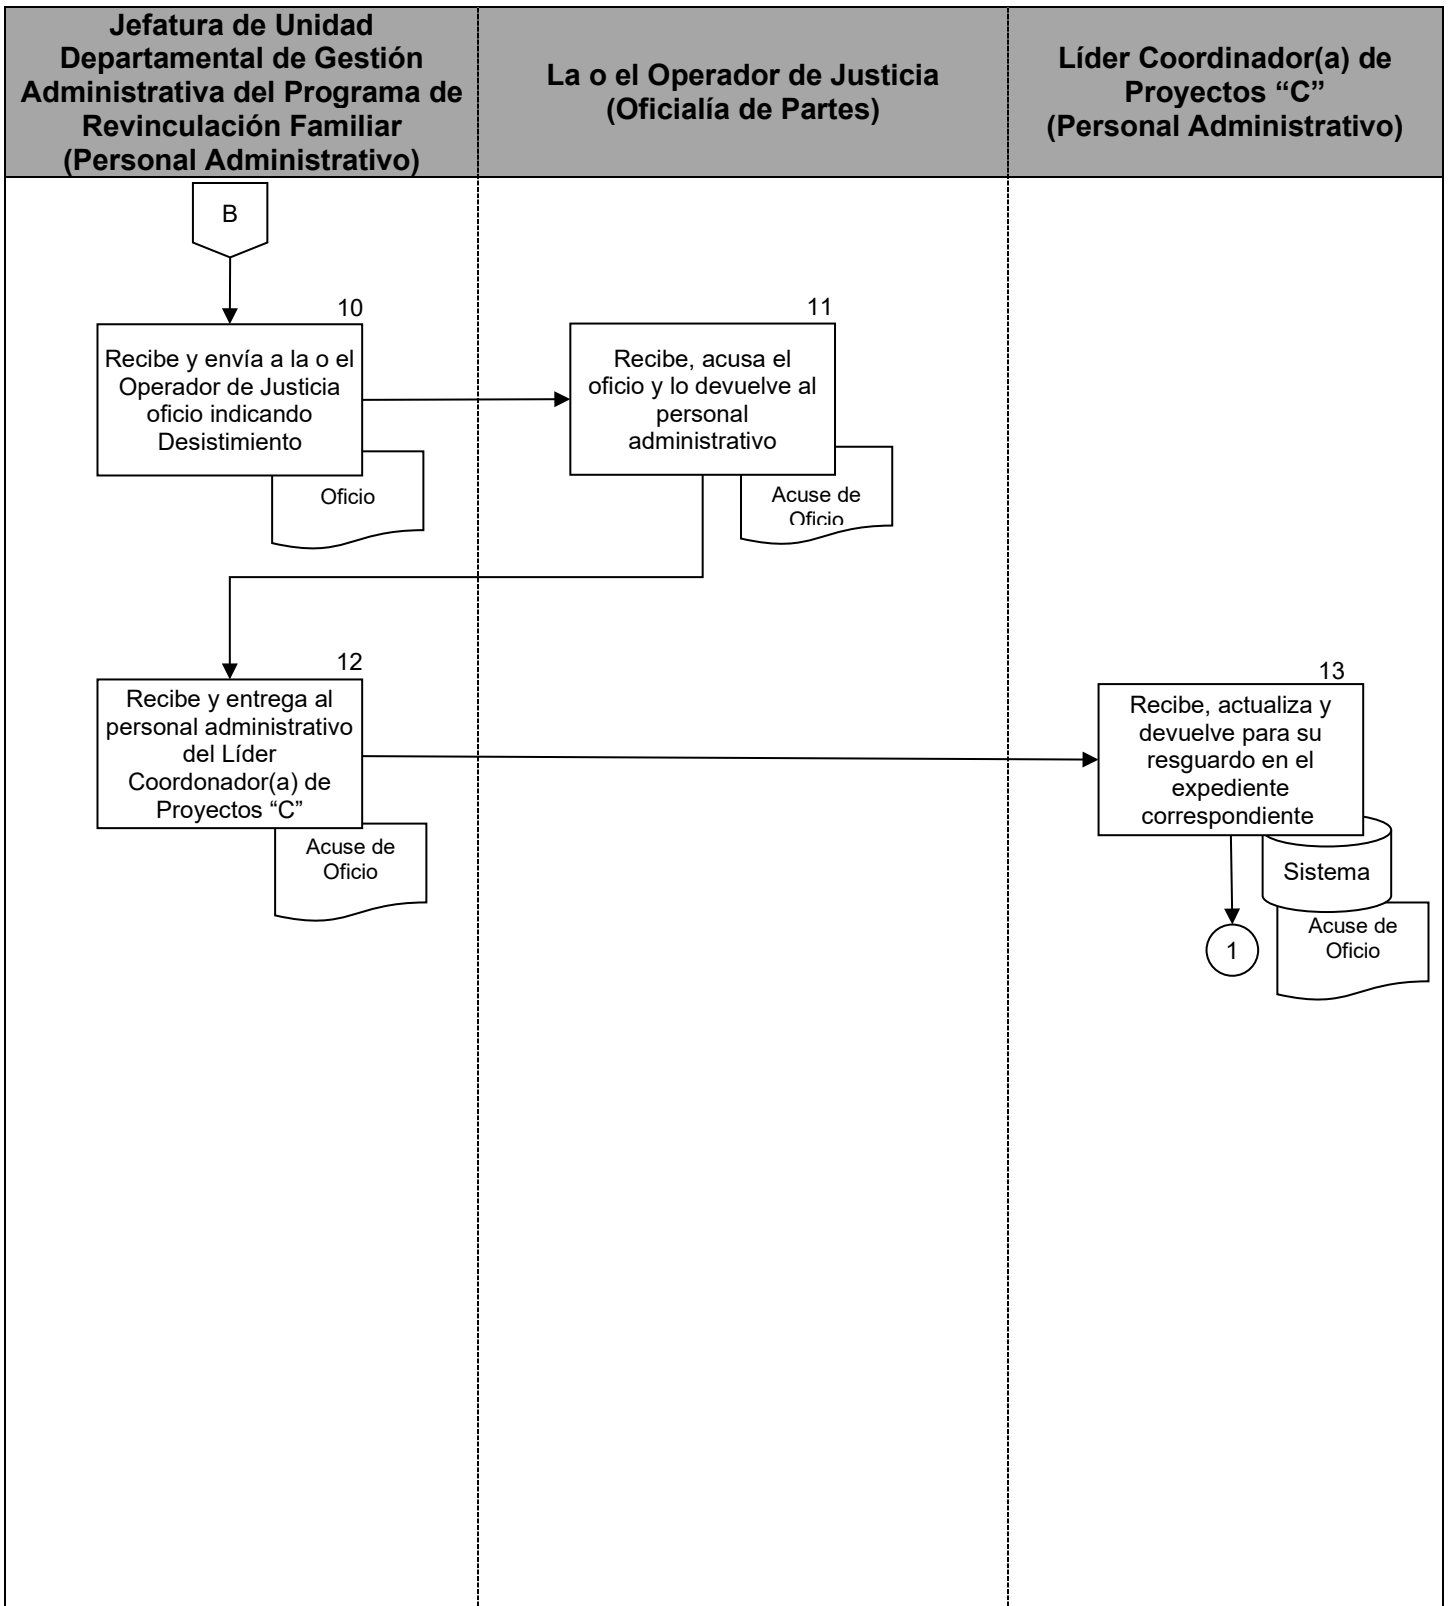 Jefatura de Unidad
Departamental de Gestión
Administrativa del Programa de
Revinculación Familiar
(Personal Administrativo)
La o el Operador de Justicia
(Oficialía de Partes)
Líder Coordinador(a) de
Proyectos “C”
(Personal Administrativo)
B
10
Recibe y envía a la o el
Operador de Justicia
oficio indicando
Desistimiento
Oficio
11
Recibe, acusa el
oficio y lo devuelve al
personal
administrativo
Acuse de
Oficio
12
Recibe y entrega al
personal administrativo
del Líder
Coordonador(a) de
Proyectos “C”
Acuse de
Oficio
13
Recibe, actualiza y
devuelve para su
resguardo en el
expediente
correspondiente
Sistema
Acuse de
Oficio
1